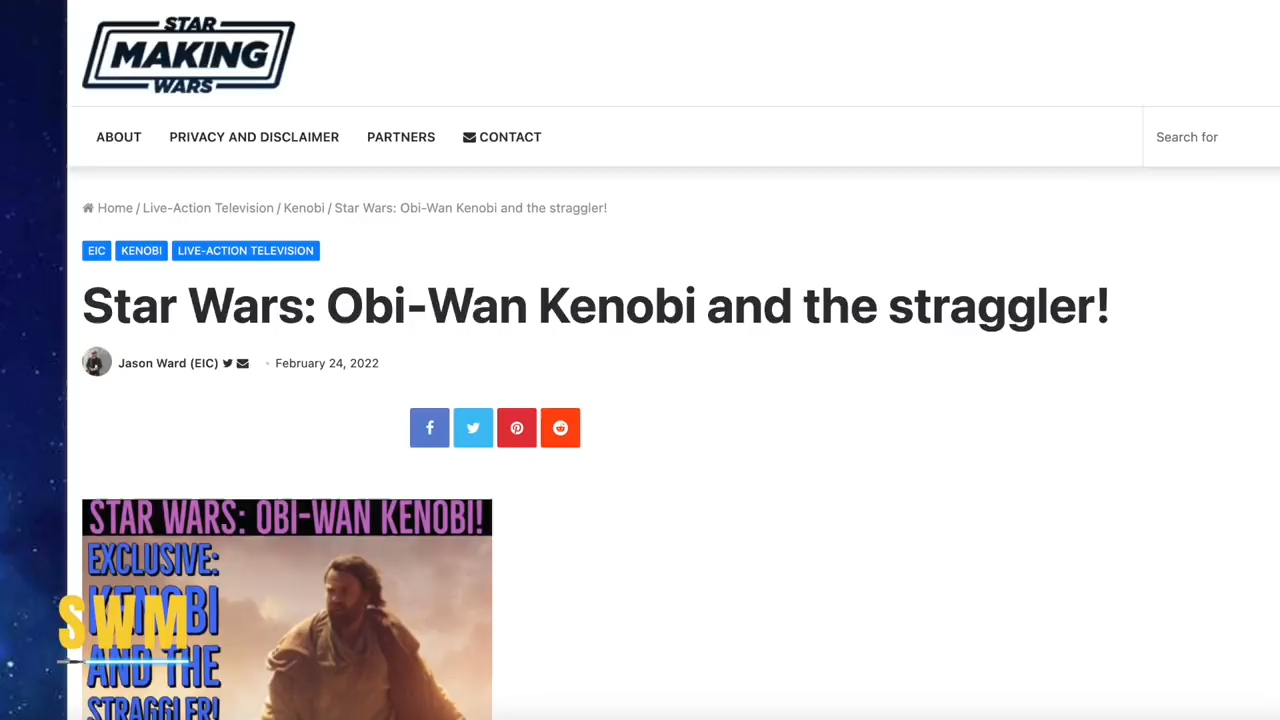 STAR
MAKING
WARS
ABOUT PRIVACY AND DISCLAIMER PARTNERS CONTACT Search for
Home / Live-Action Television / Kenobi / Star Wars: Obi-Wan Kenobi and the straggler!
EIC KENOBI LIVE-ACTION TELEVISION
Star Wars: Obi-Wan Kenobi and the straggler!
Jason Ward (EIC) • February 24, 2022
STAR WARS: OBI-WAN KENOBI!
EXCLUSIVE:
KENOBI
AND THE
STRAGGLER!
SWM